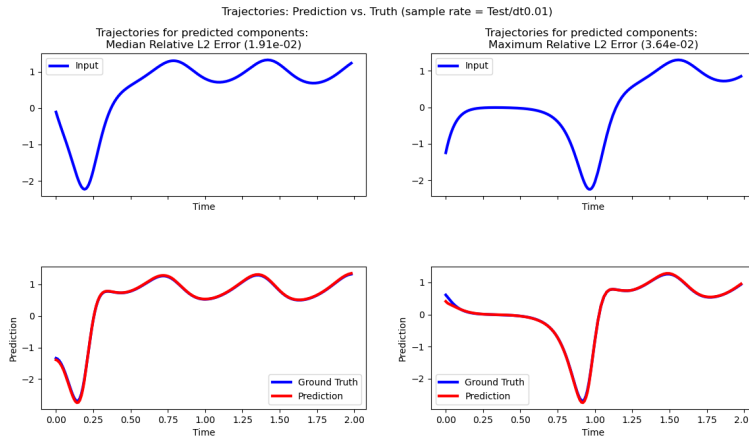 Trajectories: Prediction vs. Truth (sample rate = Test/dt0.01)
Trajectories for predicted components:
Median Relative L2 Error (1.91e-02)
Input
1
0
-1
-2
Time
Trajectories for predicted components:
Maximum Relative L2 Error (3.64e-02)
Input
1
0
-1
-2
Time
Prediction
1
0
-1
-2
Ground Truth
Prediction
0.00 0.25 0.50 0.75 1.00 1.25 1.50 1.75 2.00
Time
Prediction
1
0
-1
-2
Ground Truth
Prediction
0.00 0.25 0.50 0.75 1.00 1.25 1.50 1.75 2.00
Time